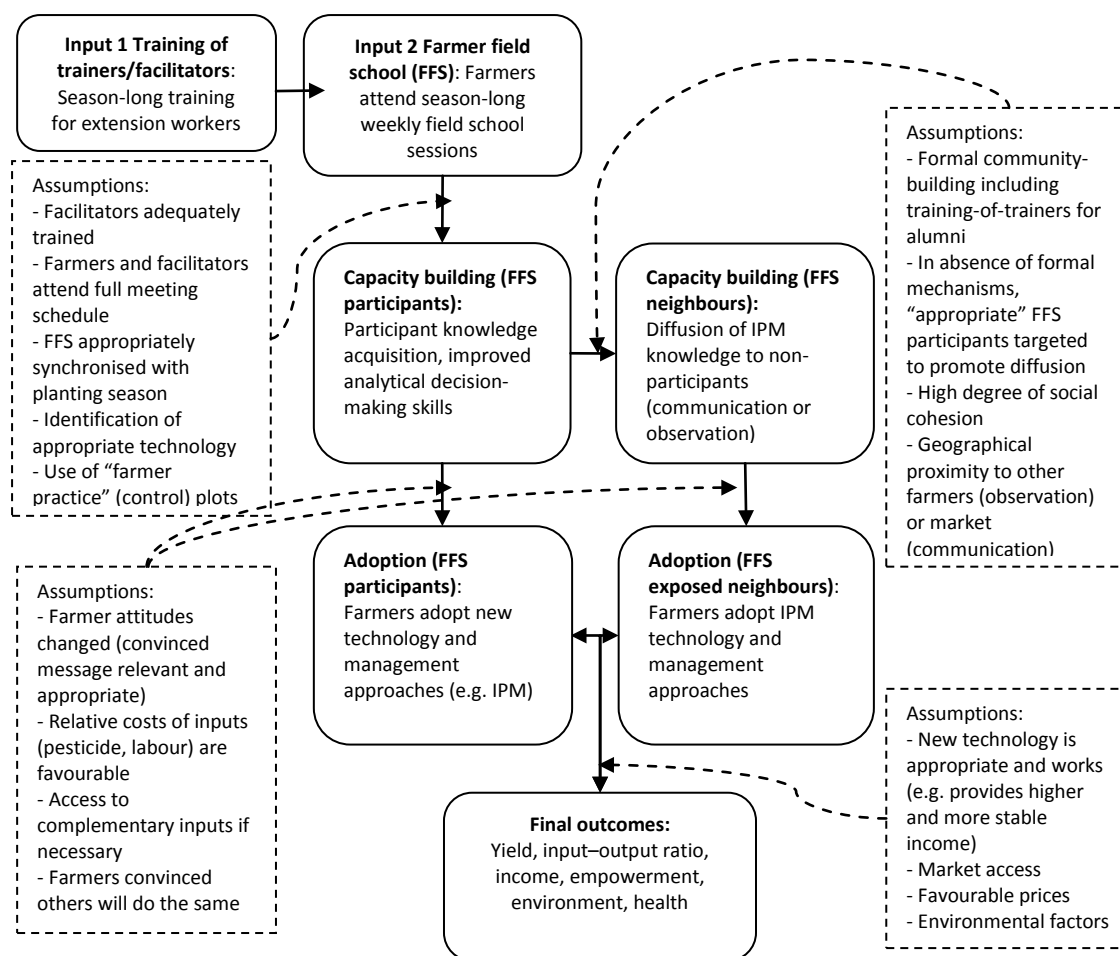 Input 1 Training of
trainers/facilitators:
Season-long training
for extension workers
Input 2 Farmer field
school (FFS): Farmers
attend season-long
weekly field school
sessions
Assumptions:
- Facilitators adequately
trained
- Farmers and facilitators
attend full meeting
schedule
- FFS appropriately
synchronised with
planting season
- Identification of
appropriate technology
- Use of “farmer
practice” (control) plots
Capacity building (FFS
participants):
Participant knowledge
acquisition, improved
analytical decision-
making skills
Capacity building (FFS
neighbours):
Diffusion of IPM
knowledge to non-
participants
(communication or
observation)
Assumptions:
- Formal community-
building including
training-of-trainers for
alumni
- In absence of formal
mechanisms,
“appropriate” FFS
participants targeted
to promote diffusion
- High degree of social
cohesion
- Geographical
proximity to other
farmers (observation)
or market
(communication)
Assumptions:
- Farmer attitudes
changed (convinced
message relevant and
appropriate)
- Relative costs of inputs
(pesticide, labour) are
favourable
- Access to
complementary inputs if
necessary
- Farmers convinced
others will do the same
Adoption (FFS
participants):
Farmers adopt new
technology and
management
approaches (e.g. IPM)
Adoption (FFS
exposed neighbours):
Farmers adopt IPM
technology and
management
approaches
Assumptions:
- New technology is
appropriate and works
(e.g. provides higher
and more stable
income)
- Market access
- Favourable prices
- Environmental factors
Final outcomes:
Yield, input–output ratio,
income, empowerment,
environment, health